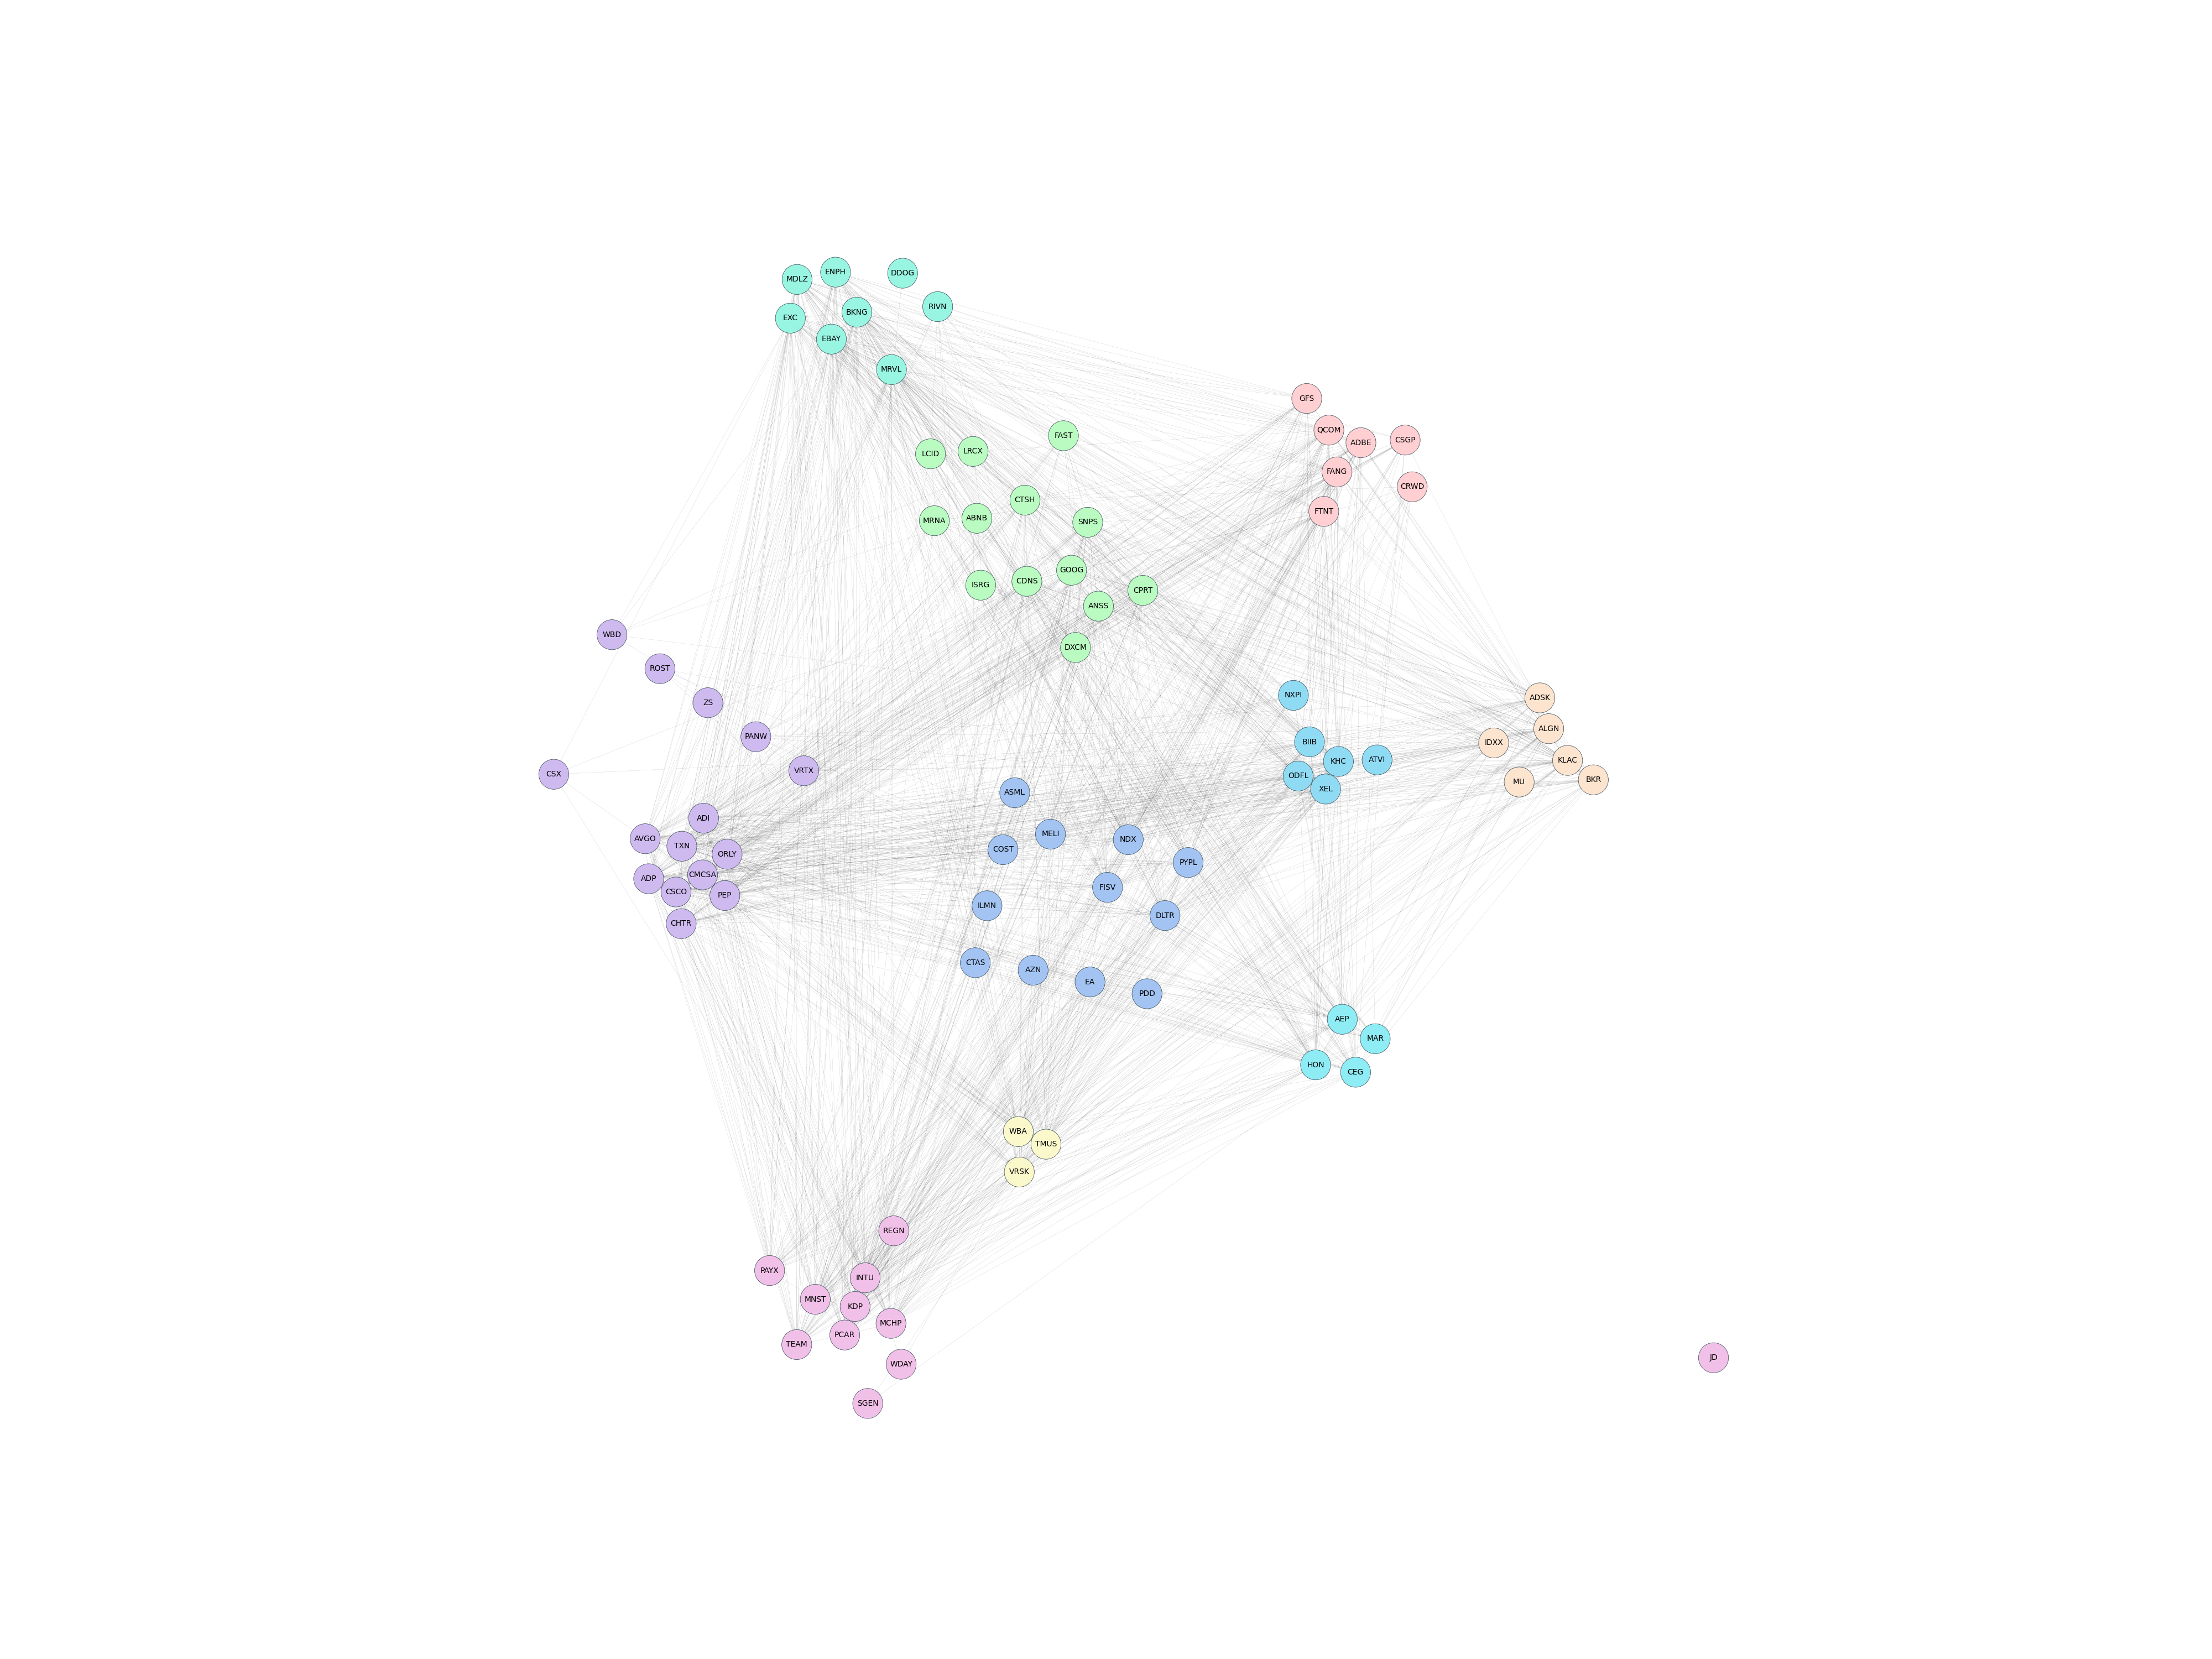 MDLZ
ENPH
DDOG
RIVN
EXC
BKNG
EBAY
MRVL
GFS
QCOM
ADBE
CSGP
FANG
CRWD
FTNT
FAST
LCID
LRCX
CTSH
MRNA
ABNB
SNPS
ISRG
CDNS
GOOG
CPRT
ANSS
DXCM
WBD
ROST
ZS
PANW
VRTX
CSX
NXPI
BIIB
KHC
ATVI
ODFL
XEL
ADSK
ALGN
IDXX
KLAC
MU
BKR
ADI
AVGO
TXN
ORLY
ADP
CMCSA
CSCO
PEP
CHTR
ASML
MELI
COST
NDX
PYPL
FISV
ILMN
DLTR
CTAS
AZN
EA
PDD
AEP
MAR
HON
CEG
WBA
TMUS
VRSK
REGN
PAYX
INTU
MNST
KDP
MCHP
PCAR
TEAM
WDAY
SGEN
JD